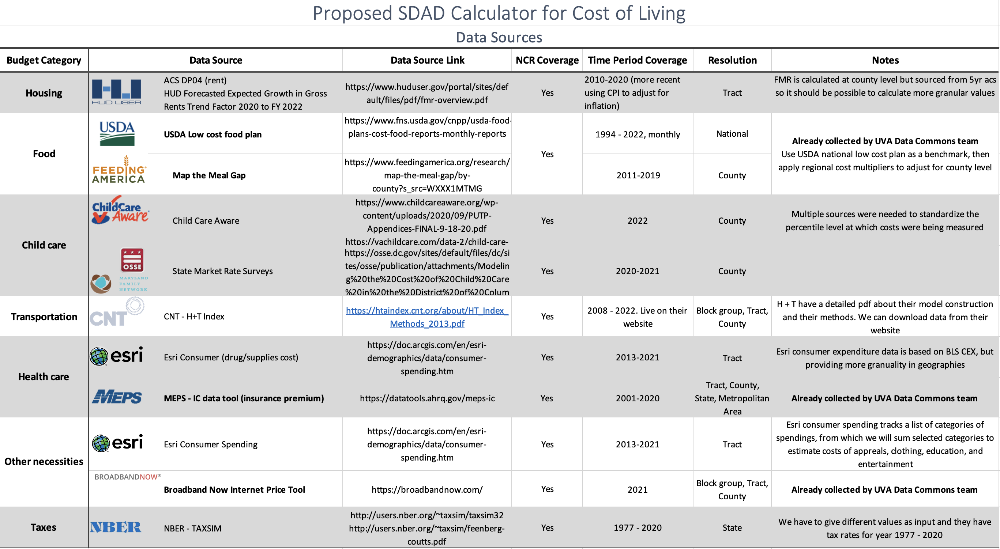 Proposed SDAD Calculator for Cost of Living
Data Sources
Budget Category
Data Source
Data Source Link
NCR Coverage
Time Period Coverage
Resolution
Notes
Housing
HUD USER
ACS DP04 (rent)
HUD Forecasted Expected Growth in Gross
Rents Trend Factor 2020 to FY 2022
https://www.huduser.gov/portal/sites/def
ault/files/pdf/fmr-overview.pdf
Yes
2010-2020 (more recent
using CPI to adjust for
inflation)
Tract
FMR is calculated at county level but sourced from 5yr acs
so it should be possible to calculate more granular values
Food
USDA
USDA Low cost food plan
https://www.fns.usda.gov/cnpp/usda-food-
plans-cost-food-reports-monthly-reports
Yes
1994 - 2022, monthly
National
Already collected by UVA Data Commons team
Use USDA national low cost plan as a benchmark, then
apply regional cost multipliers to adjust for county level
FEEDING
AMERICA
Map the Meal Gap
https://www.feedingamerica.org/research/
map-the-meal-gap/by-
county?s_src=WXXX1MTMG
2011-2019
County
Child care
ChildCare
Aware
Child Care Aware
https://www.childcareaware.org/wp-
content/uploads/2020/09/PUTP-
Appendices-FINAL-9-18-20.pdf
https://vachildcare.com/data-2/child-care-
Yes
2022
County
Multiple sources were needed to standardize the
percentile level at which costs were being measured
OSSE
MARYLAND
FAMILY
NETWORK
State Market Rate Surveys
https://osse.dc.gov/sites/default/files/dc/si
tes/osse/publication/attachments/Modelin
g%20the%20Cost%20of%20Child%20Care
%20in%20the%20District%20of%20Colum
Yes
2020-2021
County
Transportation
CNT
CNT - H+T Index
https://htaindex.cnt.org/about/HT_Index_
Methods_2013.pdf
Yes
2008 - 2022. Live on their
website
Block group, Tract,
County
H + T have a detailed pdf about their model construction
and their methods. We can download data from their
website
Health care
esri
Esri Consumer (drug/supplies cost)
https://doc.arcgis.com/en/esri-
demographics/data/consumer-
spending.htm
Yes
2013-2021
Tract
Esri consumer expenditure data is based on BLS CEX, but
providing more granuality in geographies
MEPS
MEPS - IC data tool (insurance premium)
https://datatools.ahrq.gov/meps-ic
Yes
2001-2020
Tract, County,
State, Metropolitan
Area
Already collected by UVA Data Commons team
Other necessities
esri
Esri Consumer Spending
https://doc.arcgis.com/en/esri-
demographics/data/consumer-
spending.htm
Yes
2013-2021
Tract
Esri consumer spending tracks a list of categories of
spendings, from which we will sum selected categories to
estimate costs of appreals, clothing, education, and
entertainment
BROADBANDNOW®
Broadband Now Internet Price Tool
https://broadbandnow.com/
Yes
2021
Block group, Tract,
County
Already collected by UVA Data Commons team
Taxes
NBER
NBER - TAXSIM
http://users.nber.org/~taxsim/taxsim32
http://users.nber.org/~taxsim/feenberg-
coutts.pdf
Yes
1977 - 2020
State
We have to give different values as input and they have
tax rates for year 1977 - 2020